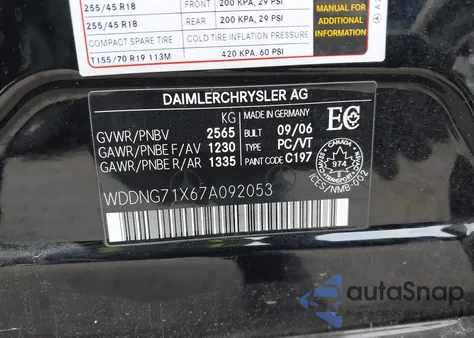 255/45 R18 FRONT 200 KPA, 29 PSI
255/45 R18 REAR 200 KPA, 29 PSI
COMPACT SPARE TIRE COLD TIRE INFLATION PRESSURE
T155/70 R19 113M 420 KPA, 60 PSI
MANUAL FOR
ADDITIONAL
INFORMATION
DAIMLERCHRYSLER AG
KG
GVWR/PNBV 2565 BUILT 09/06
GAWR/PNBE F/AV 1230 TYPE PC/VT
GAWR/PNBE R/AR 1335 PAINT CODE C197
WDDNG71X67A092053
MADE IN GERMANY
EC
CANADA
974
ICES/NMB-002
autoSnap